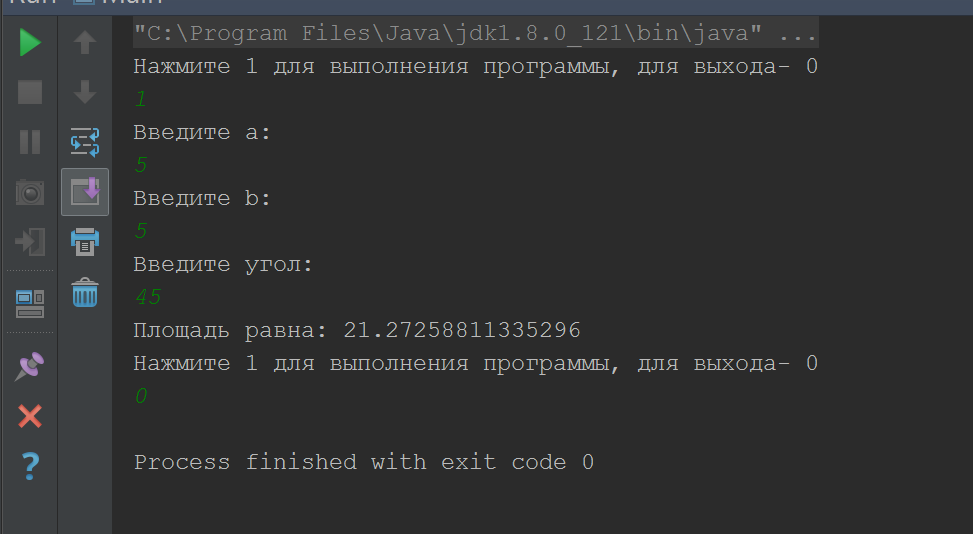 "C:\Program Files\Java\jdk1.8.0_121\bin\java" ...
Нажмите 1 для выполнения программы, для выхода- 0
1
Введите a:
5
Введите b:
5
Введите угол:
45
Площадь равна: 21.27258811335296
Нажмите 1 для выполнения программы, для выхода- 0
0
Process finished with exit code 0